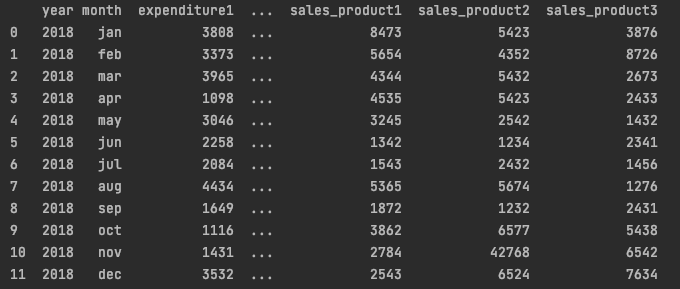 year month expenditure1 ... sales_product1 sales_product2 sales_product3
0 2018 jan 3808 ... 8473 5423 3876
1 2018 feb 3373 ... 5654 4352 8726
2 2018 mar 3965 ... 4344 5432 2673
3 2018 apr 1098 ... 4535 5423 2433
4 2018 may 3046 ... 3245 2542 1432
5 2018 jun 2258 ... 1342 1234 2341
6 2018 jul 2084 ... 1543 2432 1456
7 2018 aug 4434 ... 5365 5674 1276
8 2018 sep 1649 ... 1872 1232 2431
9 2018 oct 1116 ... 3862 6577 5438
10 2018 nov 1431 ... 2784 42768 6542
11 2018 dec 3532 ... 2543 6524 7634